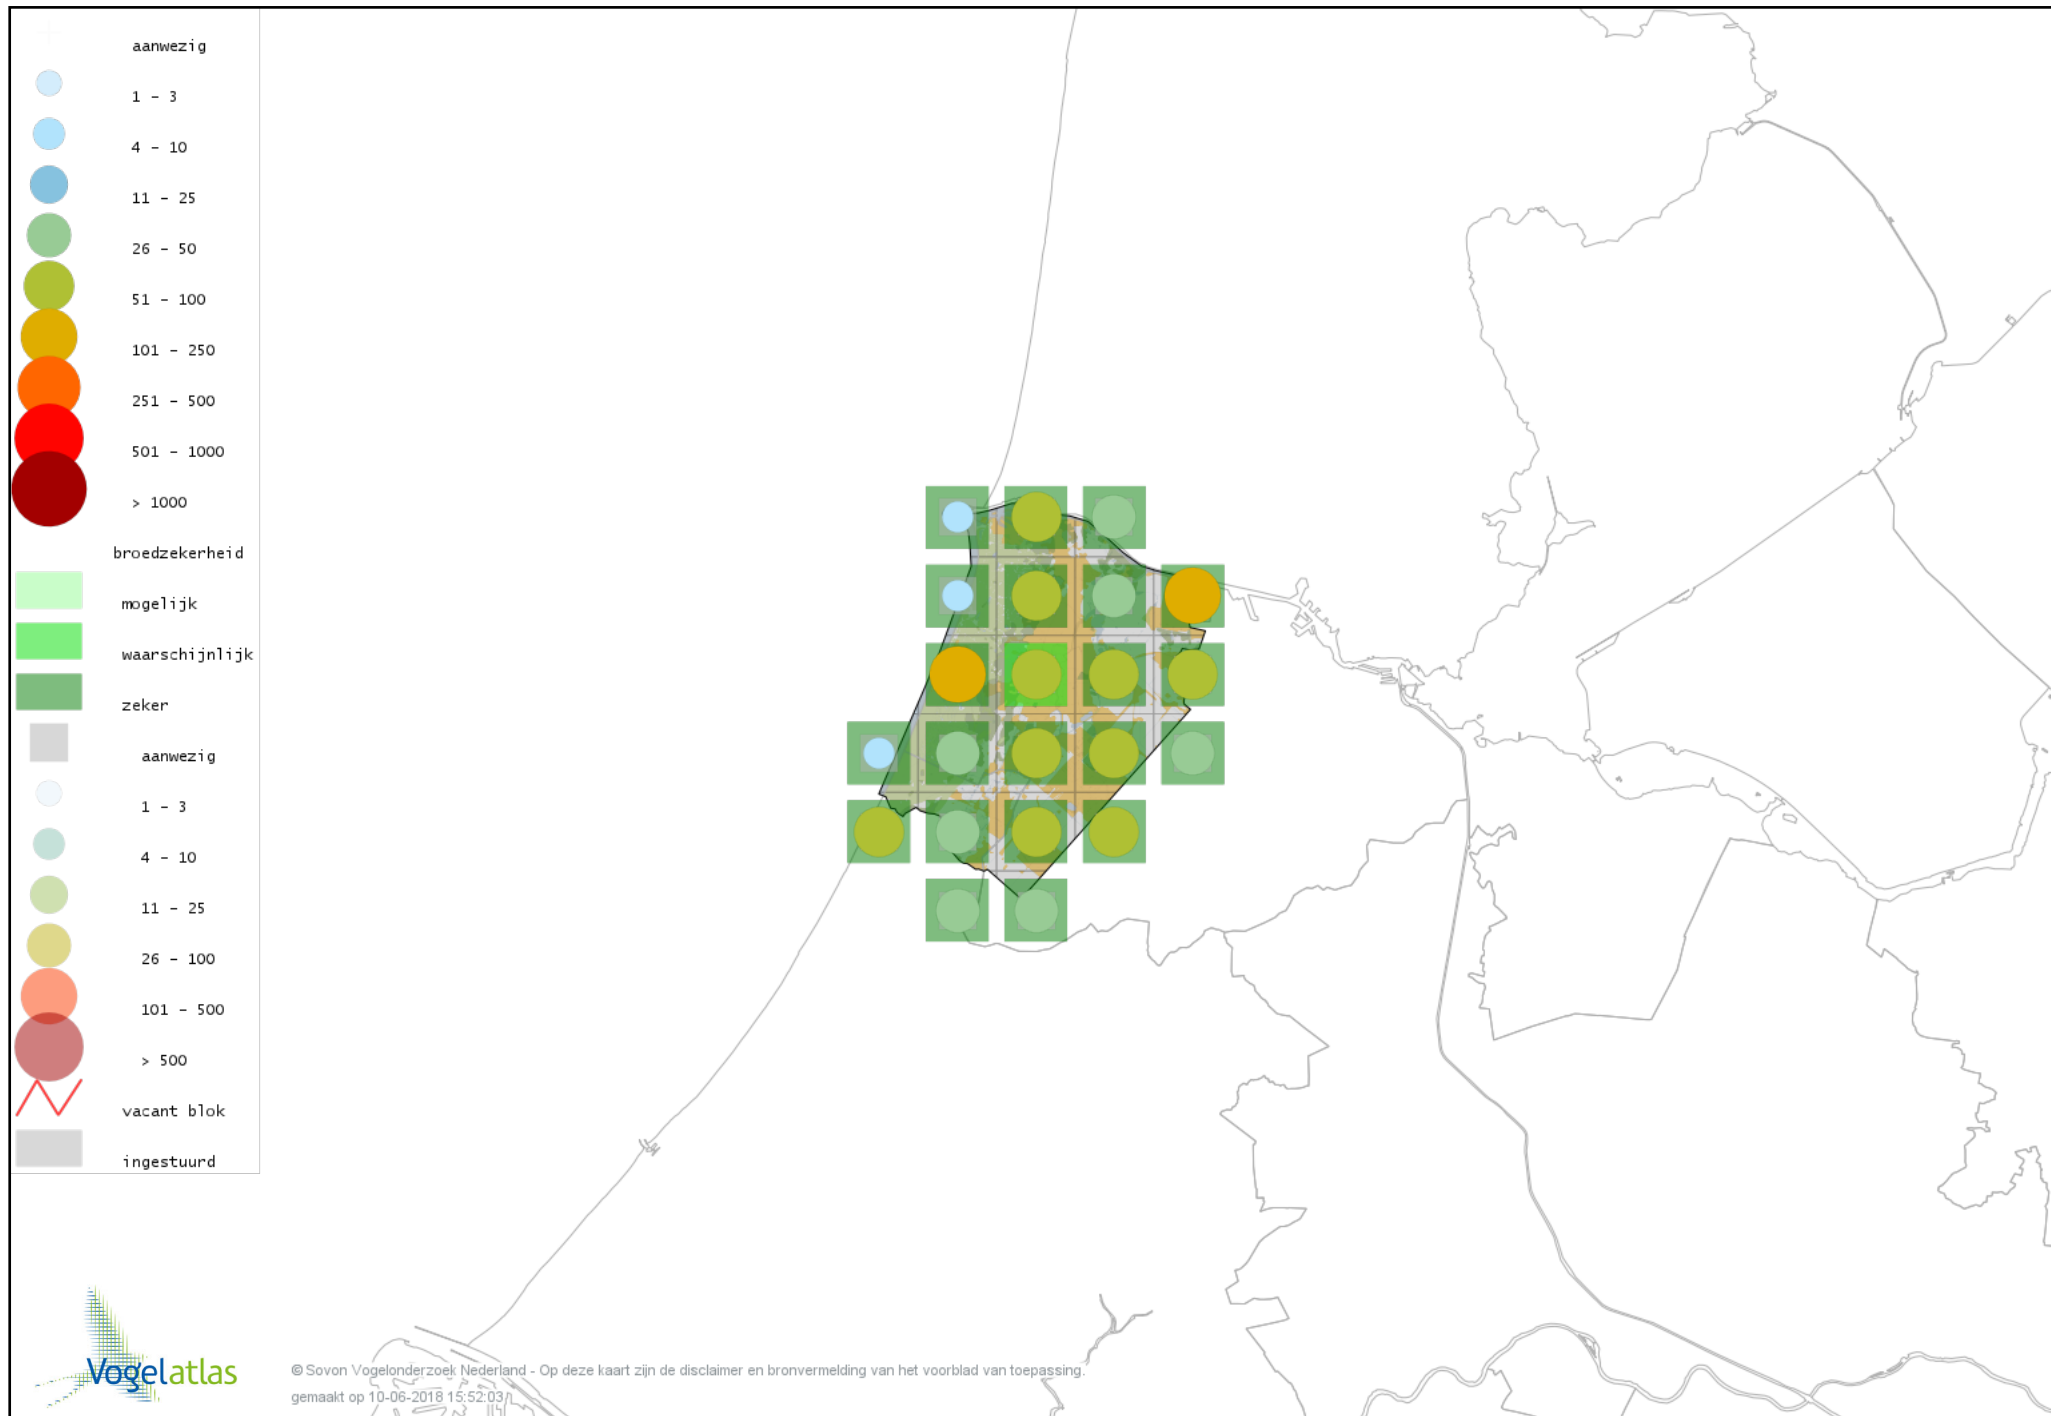 aanwezig
1 - 3
4 - 10
11 - 25
26 - 50
51 - 100
101 - 250
251 - 500
501 - 1000
> 1000
broedzekerheid
mogelijk
waarschijnlijk
zeker
aanwezig
1 - 3
4 - 10
11 - 25
26 - 100
101 - 500
> 500
vacant blok
ingestuurd
Vogelatlas
© Sovon Vogelonderzoek Nederland - Op deze kaart zijn de disclaimer en bronvermelding van het voorblad van toepassing.
gemaakt op 10-06-2018 15:52:03